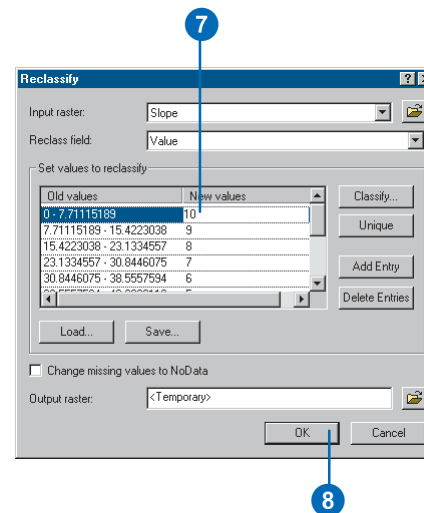 7
Reclassify
Input raster: Slope
Reclass field: Value
Set values to reclassify
Old values New values
0 - 7.71115189 10
7.71115189 - 15.4223038 9
15.4223038 - 23.1334557 8
23.1334557 - 30.8446075 7
30.8446075 - 38.5557594 6
Classify...
Unique
Add Entry
Delete Entries
Load... Save...
Change missing values to NoData
Output raster: <Temporary>
OK Cancel
8